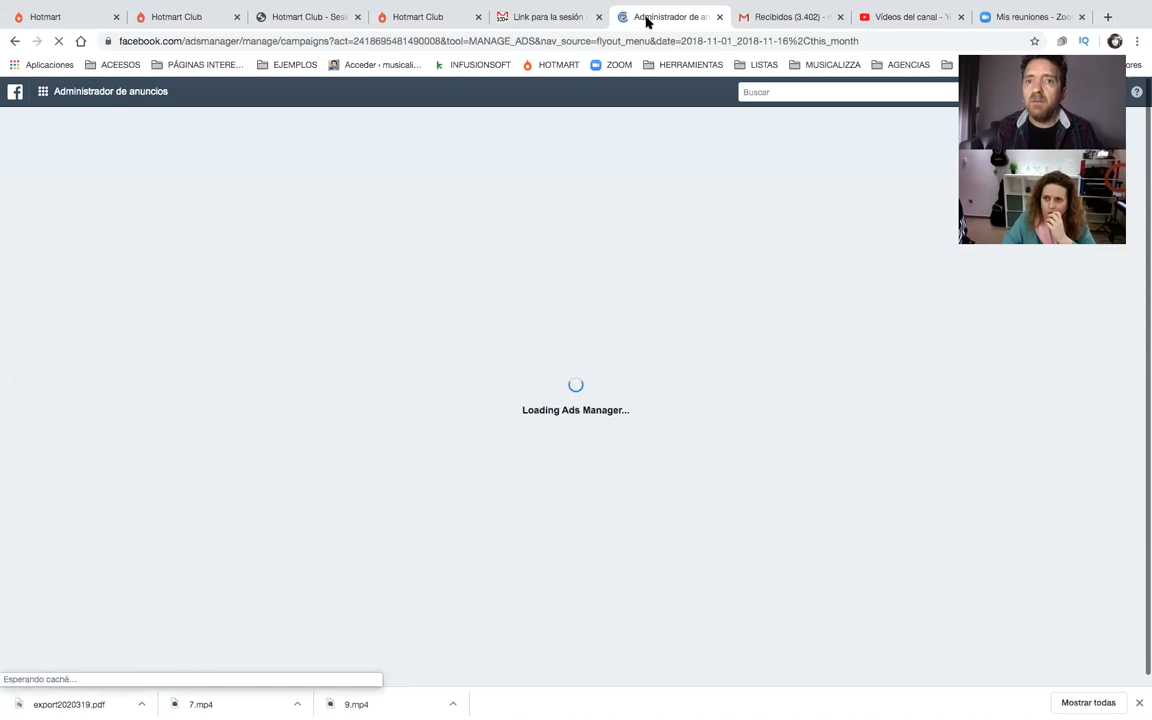 Hotmart
Hotmart Club
Hotmart Club - Sesi
Hotmart Club
Link para la sesión
Administrador de an
Recibidos (3.402) -
Vídeos del canal - Yo
Mis reuniones - Zoo
facebook.com/adsmanager/manage/campaigns?act=2418695481490008&tool=MANAGE_ADS&nav_source=flyout_menu&date=2018-11-01_2018-11-16%2Cthis_month
Aplicaciones
ACEESOS
PÁGINAS INTERE...
EJEMPLOS
Acceder ‹ musicali...
INFUSIONSOFT
HOTMART
ZOOM
HERRAMIENTAS
LISTAS
MUSICALIZZA
AGENCIAS
ores
Administrador de anuncios
Buscar
Loading Ads Manager...
Esperando caché...
export2020319.pdf
7.mp4
9.mp4
Mostrar todas